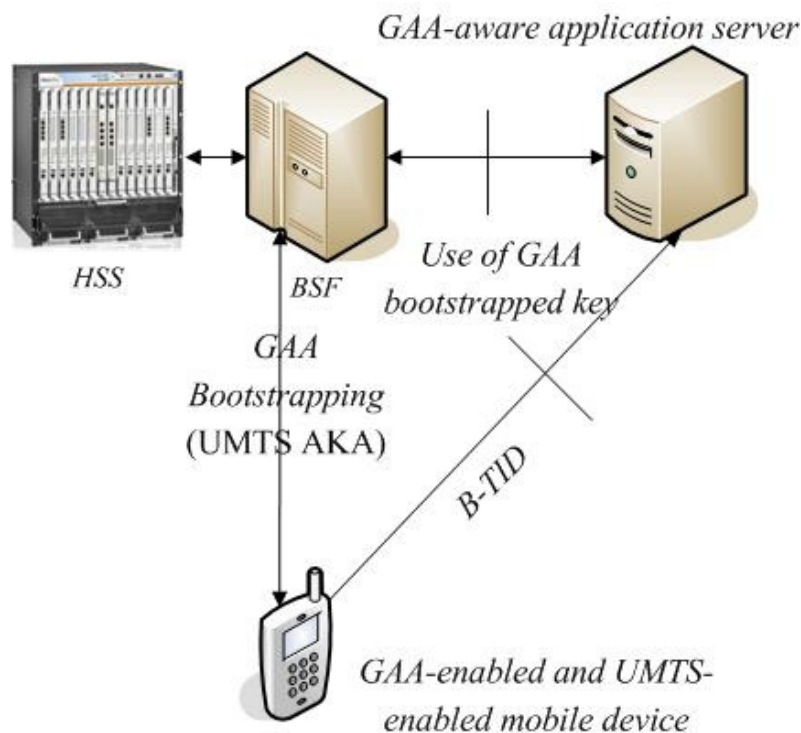 GAA-aware application server
HSS
BSF
Use of GAA
bootstrapped key
GAA
Bootstrapping
(UMTS AKA)
B-TID
GAA-enabled and UMTS-
enabled mobile device